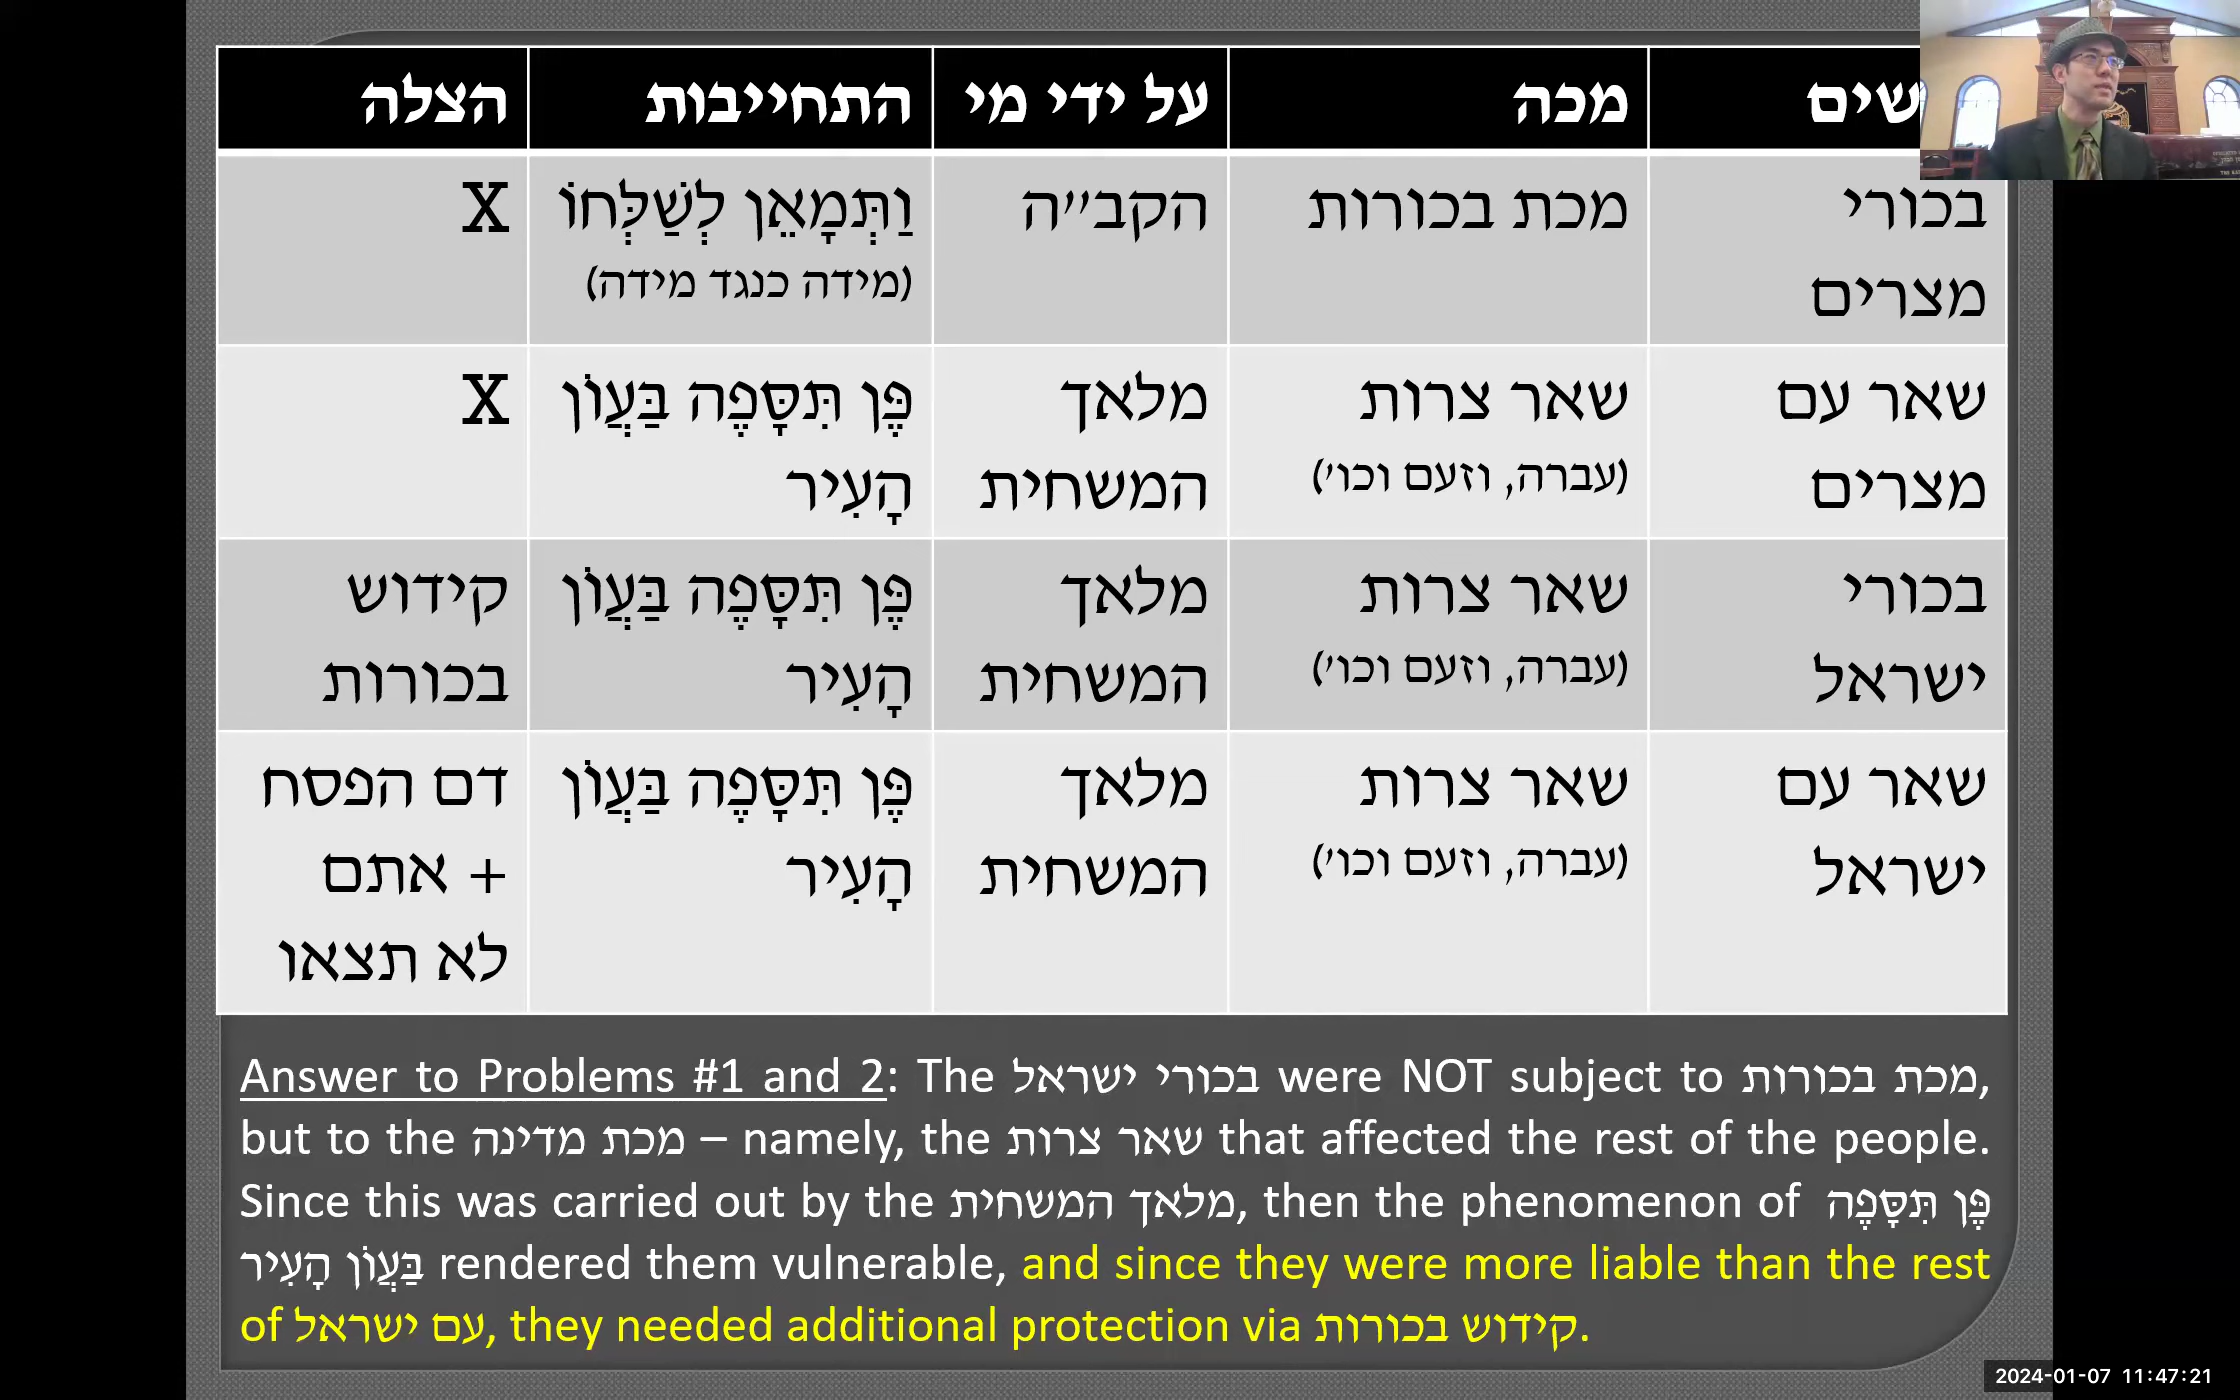 מכה על ידי מי התחייבות הצלה
בכורי מכת בכורות הקב״ה וַתְּמָאֵן לְשַׁלְּחוֹ X
מצרים (מידה כנגד מידה)
שאר עם שאר צרות מלאך פֶּן תִּסָּפֶה בַּעֲוֺן X
מצרים (עברה, וזעם וכו׳) המשחית הָעִיר
בכורי שאר צרות מלאך פֶּן תִּסָּפֶה בַּעֲוֺן קידוש
ישראל (עברה, וזעם וכו׳) המשחית הָעִיר בכורות
שאר עם שאר צרות מלאך פֶּן תִּסָּפֶה בַּעֲוֺן דם הפסח
ישראל (עברה, וזעם וכו׳) המשחית הָעִיר + אתם
לא תצאו
Answer to Problems #1 and 2: The בכורי ישראל were NOT subject to מכת בכורות,
but to the מכת מדינה – namely, the שאר צרות that affected the rest of the people.
Since this was carried out by the מלאך המשחית, then the phenomenon of פֶּן תִּסָּפֶה
בַּעֲוֺן הָעִיר rendered them vulnerable, and since they were more liable than the rest
of עם ישראל, they needed additional protection via קידוש בכורות.
2024-01-07 11:47:21